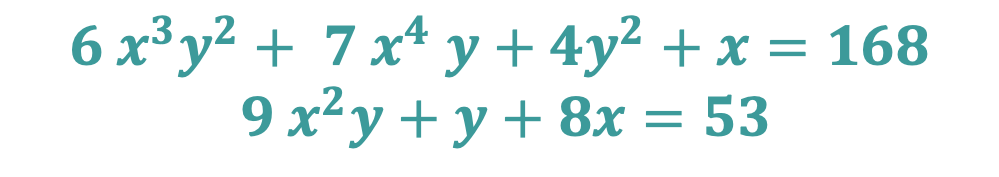 6 x³y² + 7 x⁴ y + 4y² + x = 168
9 x²y + y + 8x = 53